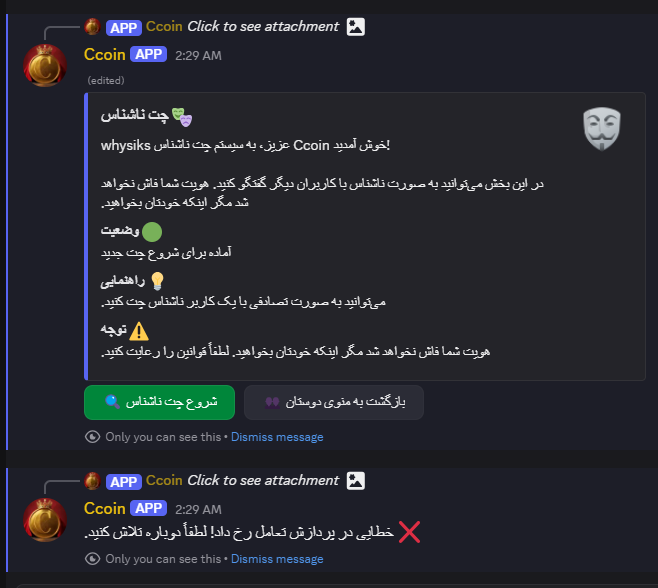 APP Ccoin Click to see attachment
Ccoin APP 2:29 AM
(edited)
چت ناشناس
whysiks عزیز، به سیستم چت ناشناس Ccoin خوش آمدید!
در این بخش می‌توانید به صورت ناشناس با کاربران دیگر گفتگو کنید. هویت شما فاش نخواهد
شد مگر اینکه خودتان بخواهید.
وضعیت
آماده برای شروع چت جدید
راهنمایی
می‌توانید به صورت تصادفی با یک کاربر ناشناس چت کنید.
توجه
هویت شما فاش نخواهد شد مگر اینکه خودتان بخواهید. لطفاً قوانین را رعایت کنید.
شروع چت ناشناس
بازگشت به منوی دوستان
Only you can see this • Dismiss message
APP Ccoin Click to see attachment
Ccoin APP 2:29 AM
خطایی در پردازش تعامل رخ داد! لطفاً دوباره تلاش کنید.
Only you can see this • Dismiss message